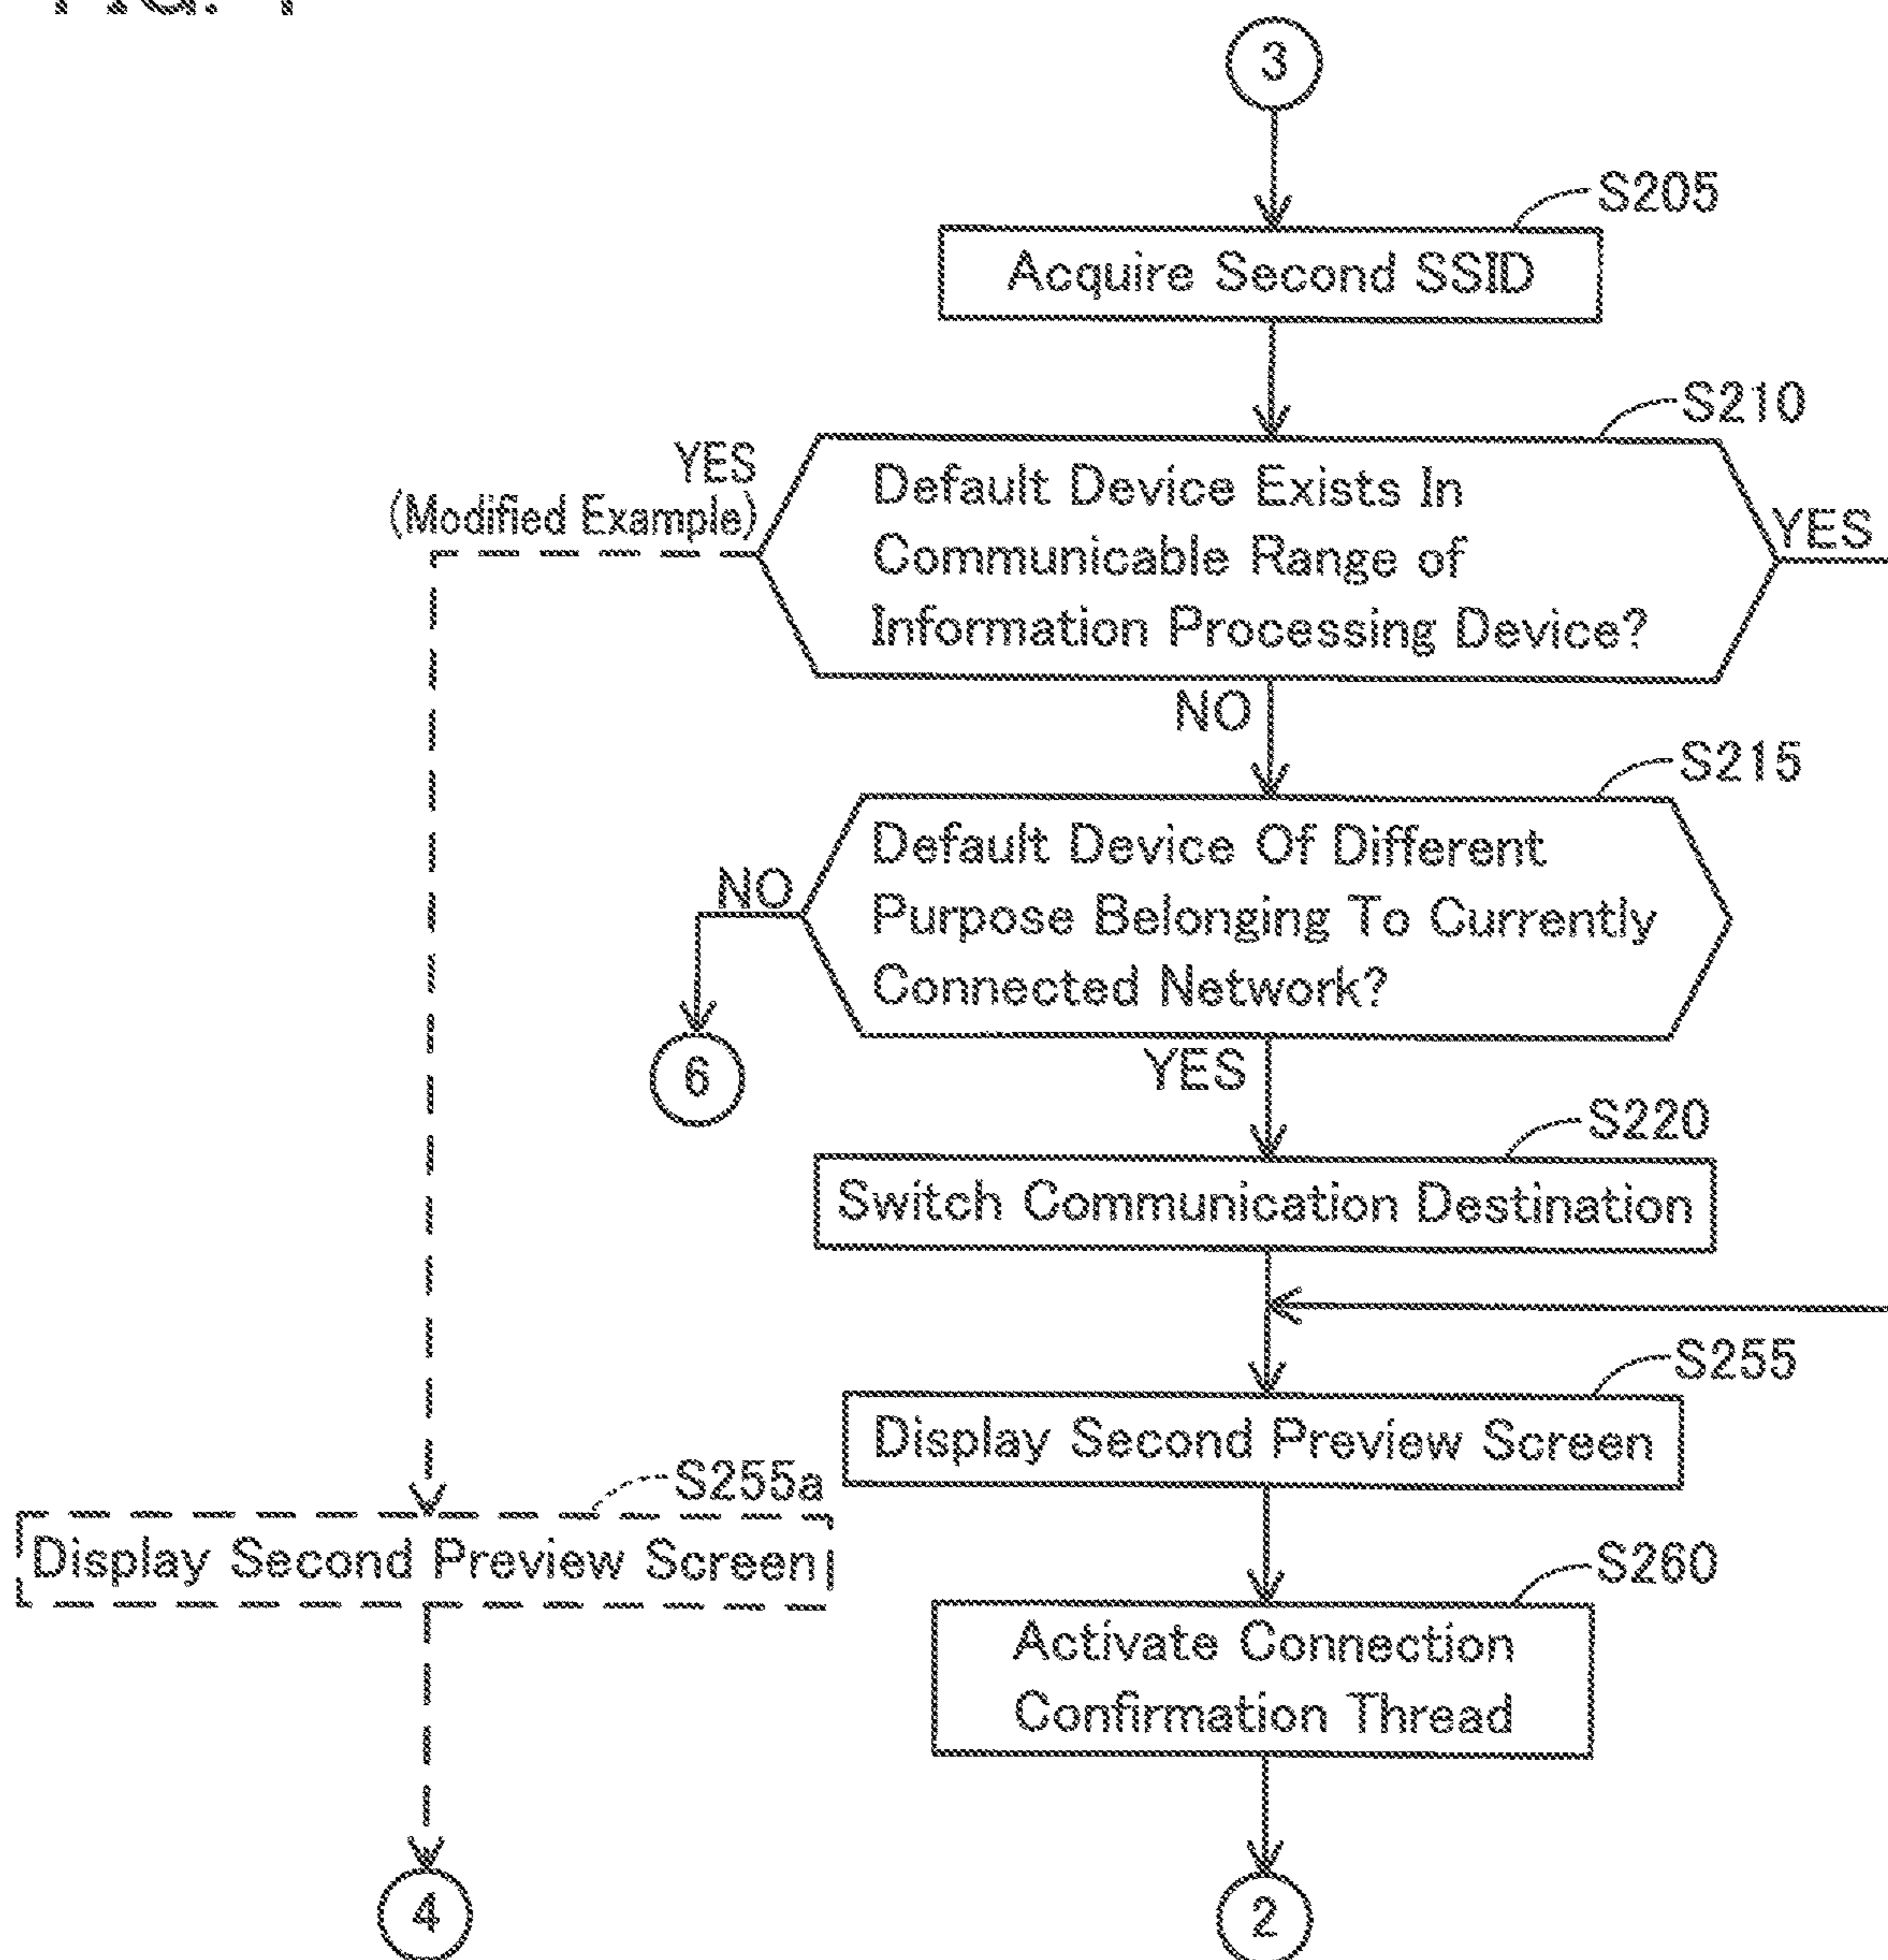 3
S205
Acquire Second SSID
S210
YES
(Modified Example)
Default Device Exists In
Communicable Range of
Information Processing Device?
YES
NO
S215
Default Device Of Different
Purpose Belonging To Currently
Connected Network?
NO
6
YES
S220
Switch Communication Destination
S255
Display Second Preview Screen
S255a
Display Second Preview Screen
S260
Activate Connection
Confirmation Thread
4
2